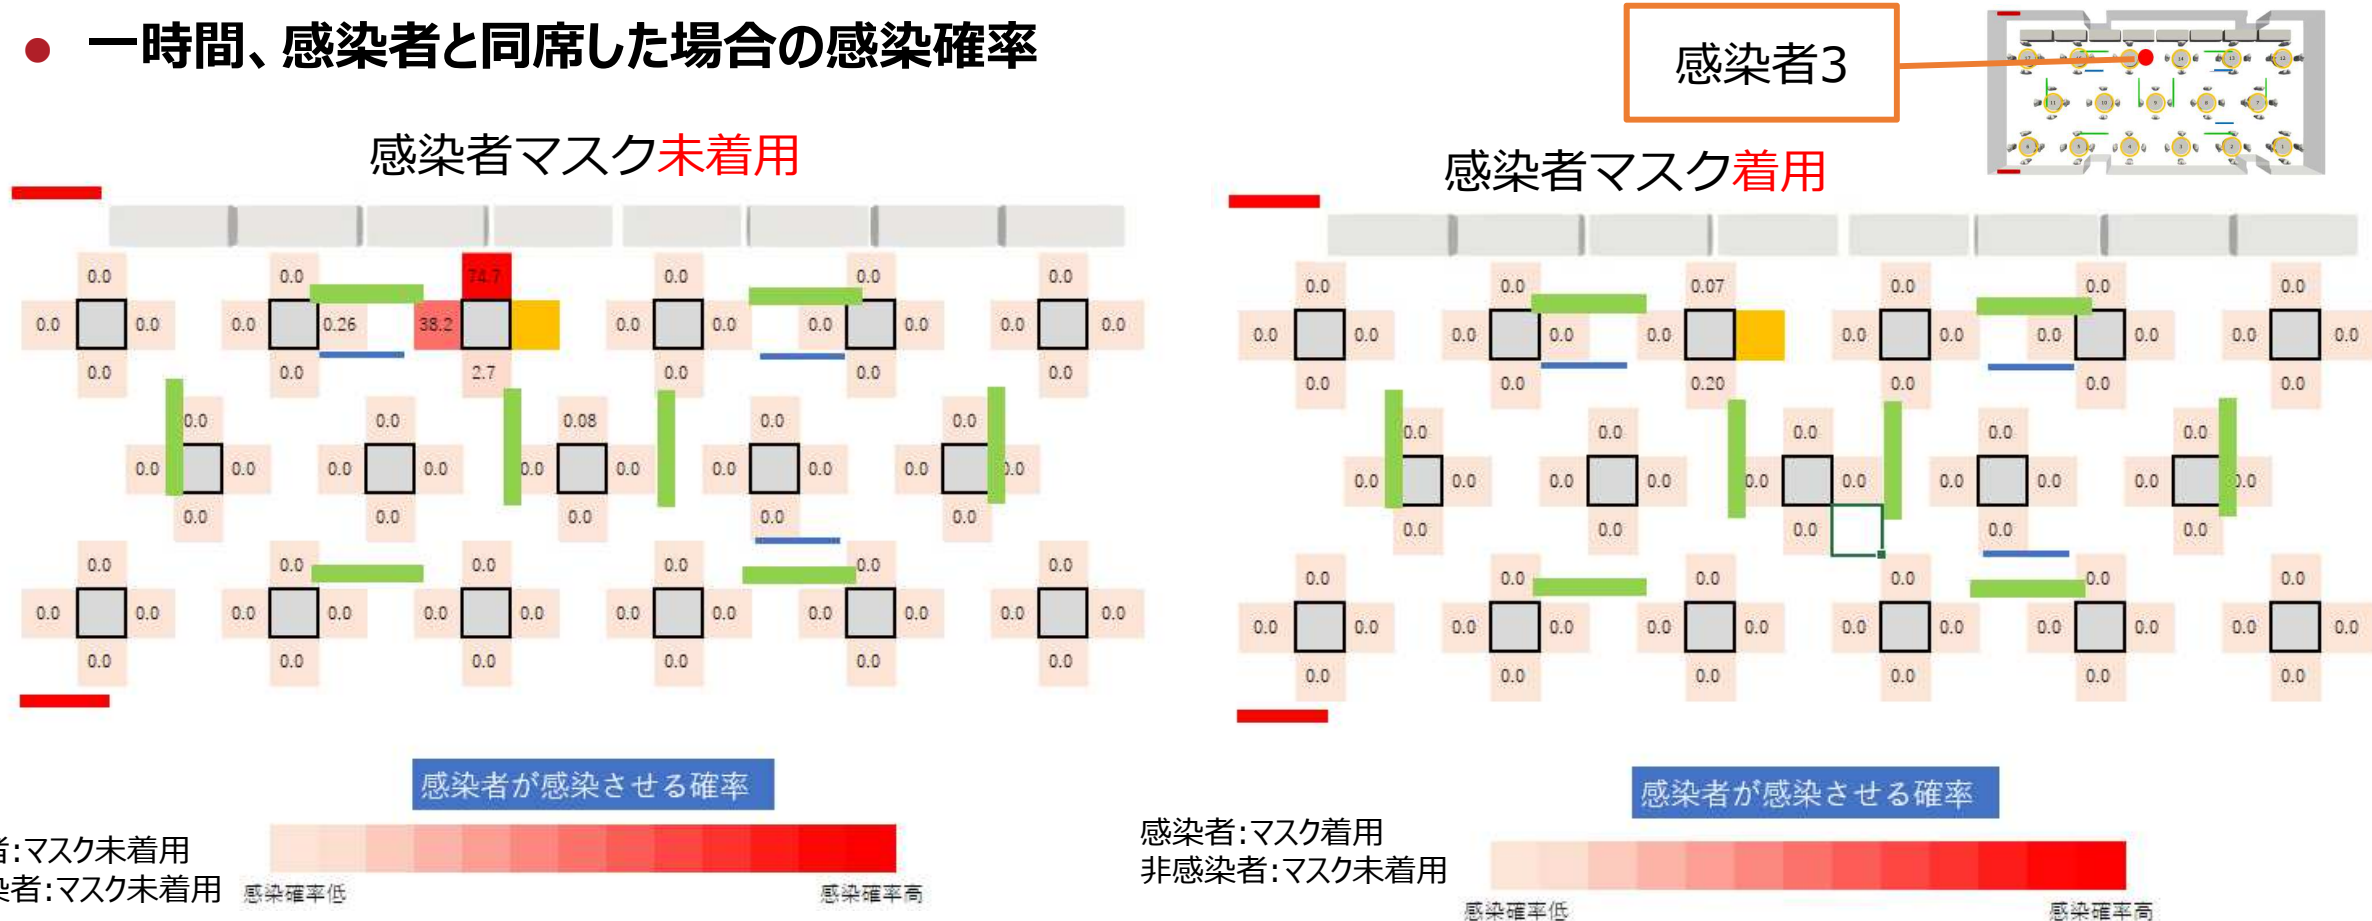 ● 一時間、感染者と同席した場合の感染確率
感染者3
感染者マスク未着用
0.0 0.0 74.7 0.0 0.0 0.0
0.0 0.0 0.0 0.26 38.2 0.0 0.0 0.0 0.0 0.0 0.0
0.0 0.0 2.7 0.0 0.0 0.0
0.0 0.0 0.08 0.0 0.0
0.0 0.0 0.0 0.0 0.0 0.0 0.0 0.0 0.0 0.0
0.0 0.0 0.0 0.0 0.0
0.0 0.0 0.0 0.0 0.0 0.0
0.0 0.0 0.0 0.0 0.0 0.0 0.0 0.0 0.0 0.0 0.0 0.0
0.0 0.0 0.0 0.0 0.0 0.0
感染者が感染させる確率
者:マスク未着用
染者:マスク未着用
感染確率低
感染確率高
感染者マスク着用
0.0 0.0 0.07 0.0 0.0 0.0
0.0 0.0 0.0 0.0 0.0 0.0 0.0 0.0 0.0 0.0 0.0
0.0 0.0 0.20 0.0 0.0 0.0
0.0 0.0 0.0 0.0 0.0
0.0 0.0 0.0 0.0 0.0 0.0 0.0 0.0 0.0 0.0
0.0 0.0 0.0 0.0 0.0
0.0 0.0 0.0 0.0 0.0 0.0
0.0 0.0 0.0 0.0 0.0 0.0 0.0 0.0 0.0 0.0 0.0 0.0
0.0 0.0 0.0 0.0 0.0 0.0
感染者が感染させる確率
感染者:マスク着用
非感染者:マスク未着用
感染確率低
感染確率高